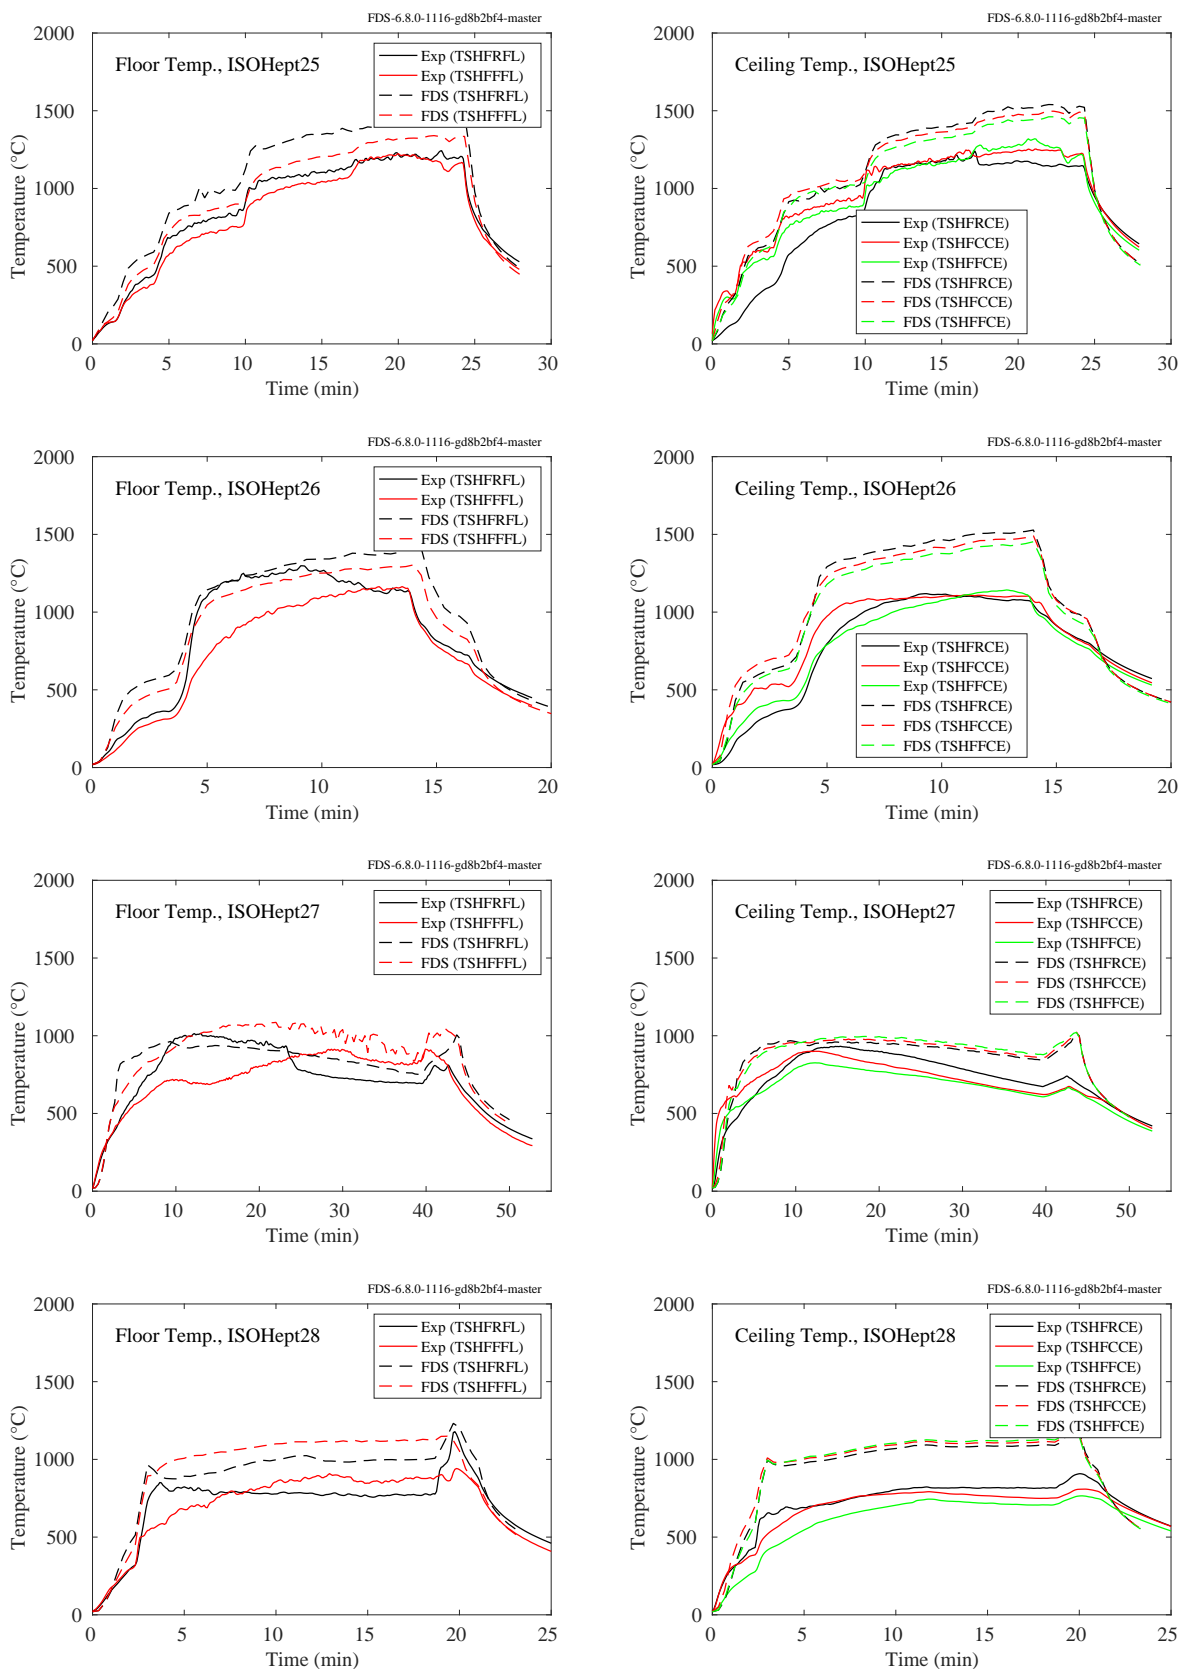 FDS-6.8.0-1116-gd8b2bf4-master
Floor Temp., ISOHept25
Exp (TSHFRFL)
Exp (TSHFFFL)
FDS (TSHFRFL)
FDS (TSHFFFL)
2000
1500
1000
500
0
Temperature (°C)
0 5 10 15 20 25 30
Time (min)
FDS-6.8.0-1116-gd8b2bf4-master
Ceiling Temp., ISOHept25
Exp (TSHFRCE)
Exp (TSHFCCE)
Exp (TSHFFCE)
FDS (TSHFRCE)
FDS (TSHFCCE)
FDS (TSHFFCE)
2000
1500
1000
500
0
Temperature (°C)
0 5 10 15 20 25 30
Time (min)
FDS-6.8.0-1116-gd8b2bf4-master
Floor Temp., ISOHept26
Exp (TSHFRFL)
Exp (TSHFFFL)
FDS (TSHFRFL)
FDS (TSHFFFL)
2000
1500
1000
500
0
Temperature (°C)
0 5 10 15 20
Time (min)
FDS-6.8.0-1116-gd8b2bf4-master
Ceiling Temp., ISOHept26
Exp (TSHFRCE)
Exp (TSHFCCE)
Exp (TSHFFCE)
FDS (TSHFRCE)
FDS (TSHFCCE)
FDS (TSHFFCE)
2000
1500
1000
500
0
Temperature (°C)
0 5 10 15 20
Time (min)
FDS-6.8.0-1116-gd8b2bf4-master
Floor Temp., ISOHept27
Exp (TSHFRFL)
Exp (TSHFFFL)
FDS (TSHFRFL)
FDS (TSHFFFL)
2000
1500
1000
500
0
Temperature (°C)
0 10 20 30 40 50
Time (min)
FDS-6.8.0-1116-gd8b2bf4-master
Ceiling Temp., ISOHept27
Exp (TSHFRCE)
Exp (TSHFCCE)
Exp (TSHFFCE)
FDS (TSHFRCE)
FDS (TSHFCCE)
FDS (TSHFFCE)
2000
1500
1000
500
0
Temperature (°C)
0 10 20 30 40 50
Time (min)
FDS-6.8.0-1116-gd8b2bf4-master
Floor Temp., ISOHept28
Exp (TSHFRFL)
Exp (TSHFFFL)
FDS (TSHFRFL)
FDS (TSHFFFL)
2000
1500
1000
500
0
Temperature (°C)
0 5 10 15 20 25
Time (min)
FDS-6.8.0-1116-gd8b2bf4-master
Ceiling Temp., ISOHept28
Exp (TSHFRCE)
Exp (TSHFCCE)
Exp (TSHFFCE)
FDS (TSHFRCE)
FDS (TSHFCCE)
FDS (TSHFFCE)
2000
1500
1000
500
0
Temperature (°C)
0 5 10 15 20 25
Time (min)